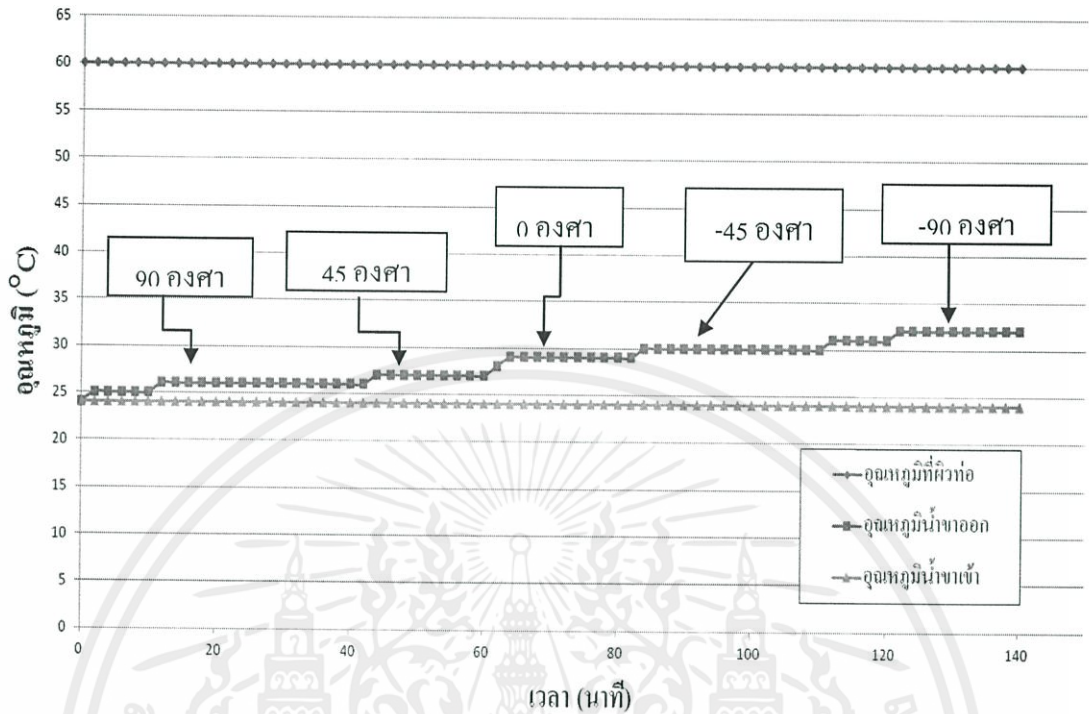 65
60
55
50
45
40
35
30
25
20
15
10
5
0
อุณหภูมิ (°C)
90 องศา
45 องศา
0 องศา
-45 องศา
-90 องศา
อุณหภูมิที่ผิวท่อ
อุณหภูมิน้ำขาออก
อุณหภูมิน้ำขาเข้า
0 20 40 60 80 100 120 140
เวลา (นาที)